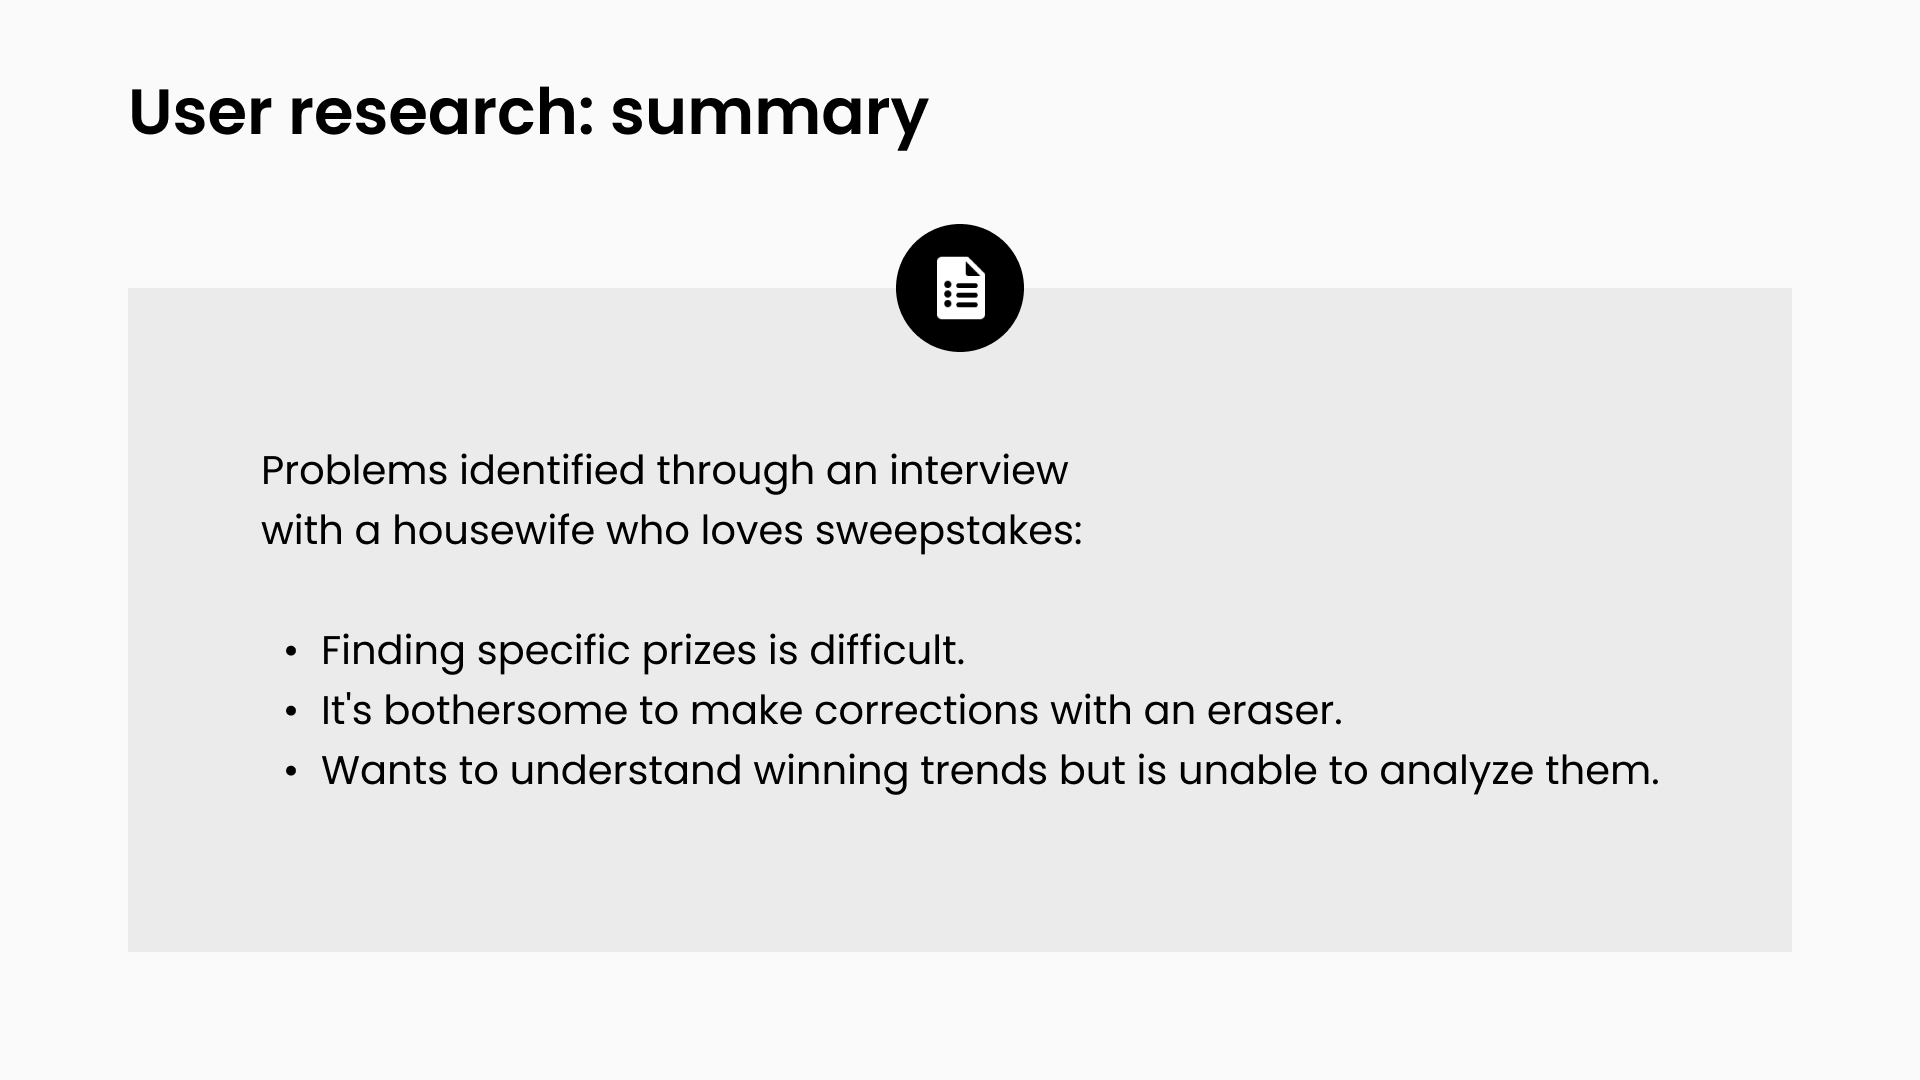 User research: summary
Problems identified through an interview
with a housewife who loves sweepstakes:
• Finding specific prizes is difficult.
• It's bothersome to make corrections with an eraser.
• Wants to understand winning trends but is unable to analyze them.